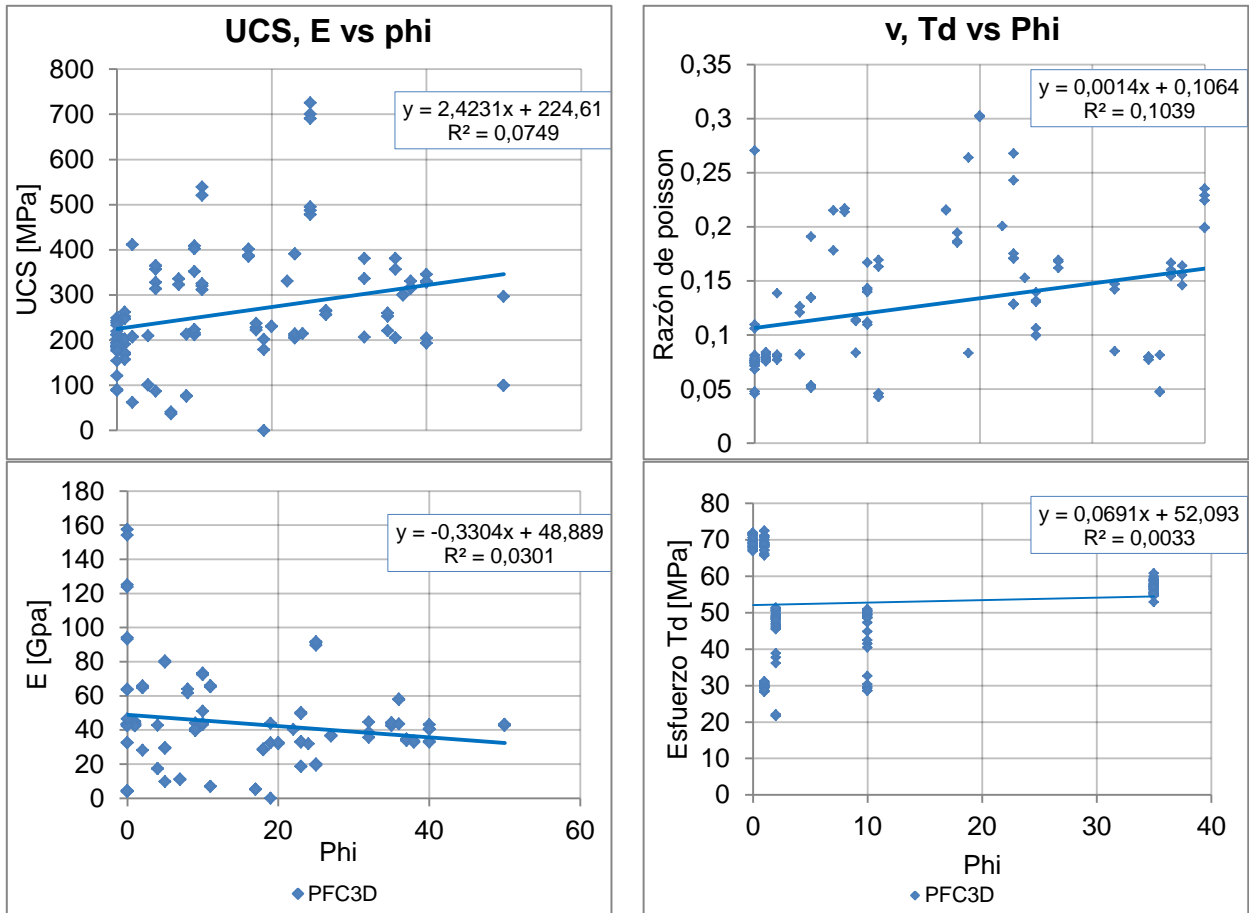 UCS, E vs phi
UCS [MPa]
800
700
600
500
400
300
200
100
0
y = 2,4231x + 224,61
R² = 0,0749
E [Gpa]
180
160
140
120
100
80
60
40
20
0
y = -0,3304x + 48,889
R² = 0,0301
0 20 40 60
Phi
PFC3D
v, Td vs Phi
Razón de poisson
0,35
0,3
0,25
0,2
0,15
0,1
0,05
0
y = 0,0014x + 0,1064
R² = 0,1039
Esfuerzo Td [MPa]
80
70
60
50
40
30
20
10
0
y = 0,0691x + 52,093
R² = 0,0033
0 10 20 30 40
Phi
PFC3D